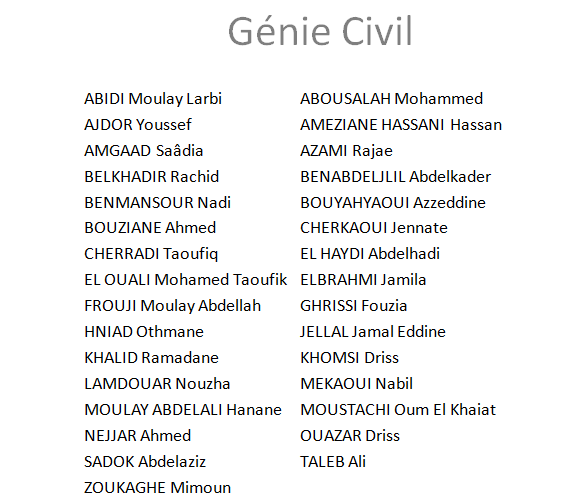 Génie Civil
ABIDI Moulay Larbi ABOUSALAH Mohammed
AJDOR Youssef AMEZIANE HASSANI Hassan
AMGAAD Saâdia AZAMI Rajae
BELKHADIR Rachid BENABDELJLIL Abdelkader
BENMANSOUR Nadi BOUYAHYAOUI Azzeddine
BOUZIANE Ahmed CHERKAOUI Jennate
CHERRADI Taoufiq EL HAYDI Abdelhadi
EL OUALI Mohamed Taoufik ELBRAHMI Jamila
FROUJI Moulay Abdellah GHRISSI Fouzia
HNIAD Othmane JELLAL Jamal Eddine
KHALID Ramadane KHOMSI Driss
LAMDOUAR Nouzha MEKAOUI Nabil
MOULAY ABDELALI Hanane MOUSTACHI Oum El Khaiat
NEJJAR Ahmed OUAZAR Driss
SADOK Abdelaziz TALEB Ali
ZOUKAGHE Mimoun